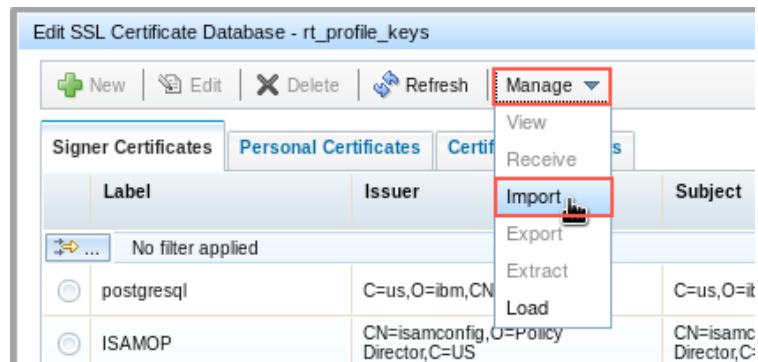 Edit SSL Certificate Database - rt_profile_keys
New Edit Delete Refresh Manage
View
Signer Certificates Personal Certificates s
Receive
Label Issuer Import Subject
... No filter applied Export
Extract
postgresql C=us,O=ibm,CN C=us,O=
Load
ISAMOP CN=isamconfig,O=Policy
Director,C=US CN=isamc
Director,C